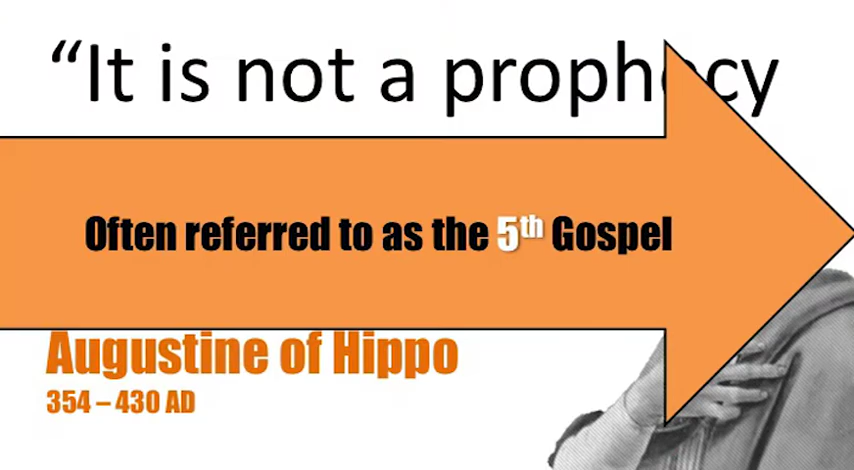 “It is not a prophecy
Often referred to as the 5th Gospel
Augustine of Hippo
354 – 430 AD